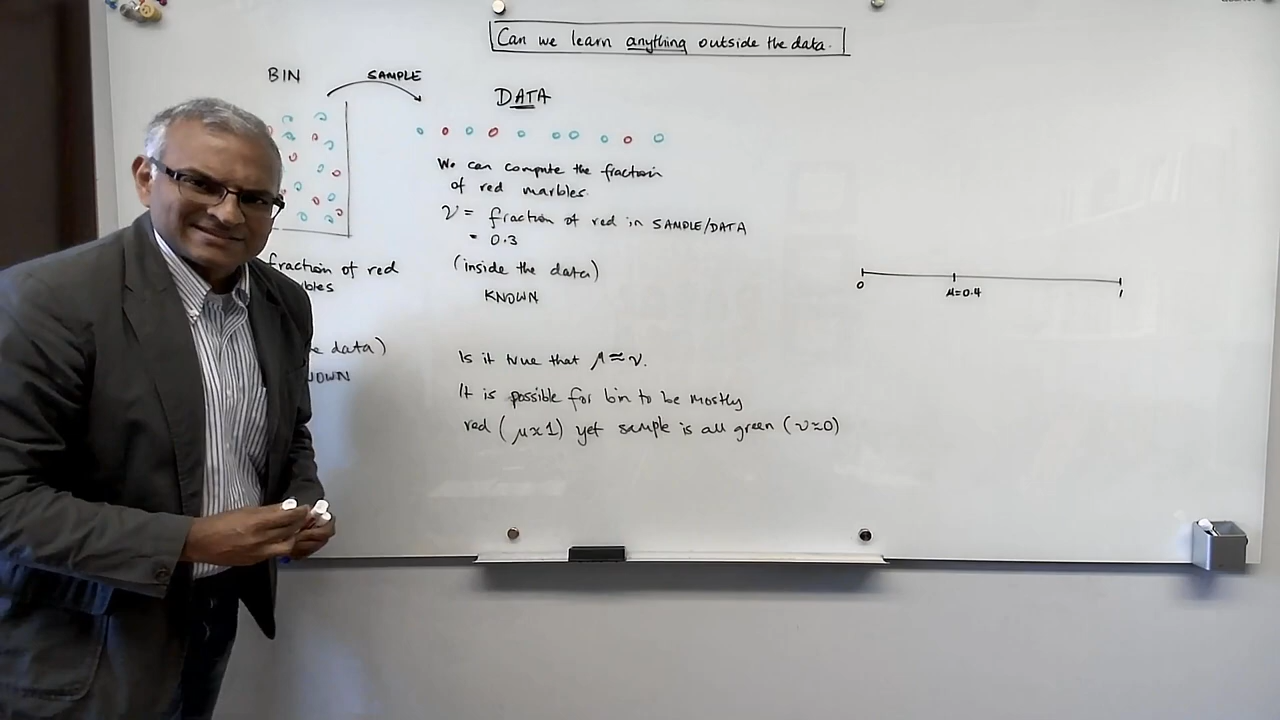 Can we learn anything outside the data.
BIN
SAMPLE
DATA
We can compute the fraction
of red marbles.
ν = fraction of red in SAMPLE/DATA
= 0.3
(inside the data)
KNOWN
fraction of red
bles
data)
OWN
Is it true that μ ≈ ν.
It is possible for bin to be mostly
red (μ≈1) yet sample is all green (ν≈0)
0
μ=0.4
1